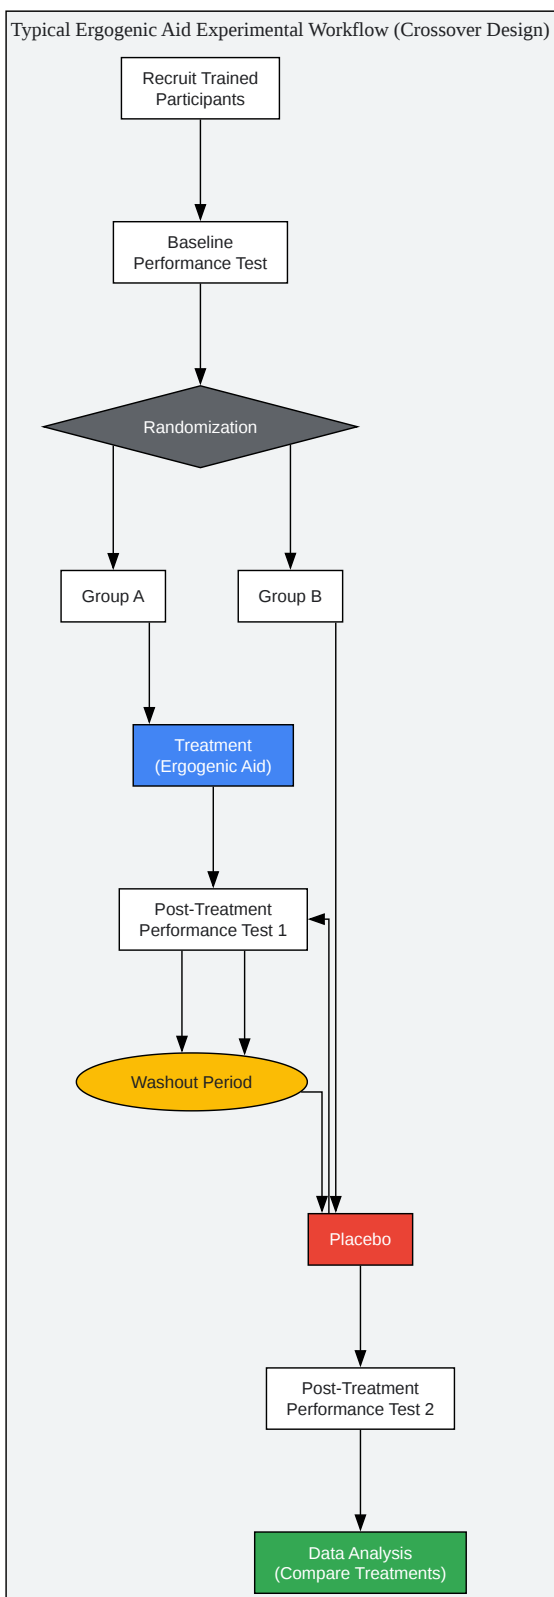 Typical Ergogenic Aid Experimental Workflow (Crossover Design)
Recruit Trained
Participants
Baseline
Performance Test
Randomization
Group A
Group B
Treatment
(Ergogenic Aid)
Post-Treatment
Performance Test 1
Washout Period
Placebo
Post-Treatment
Performance Test 2
Data Analysis
(Compare Treatments)